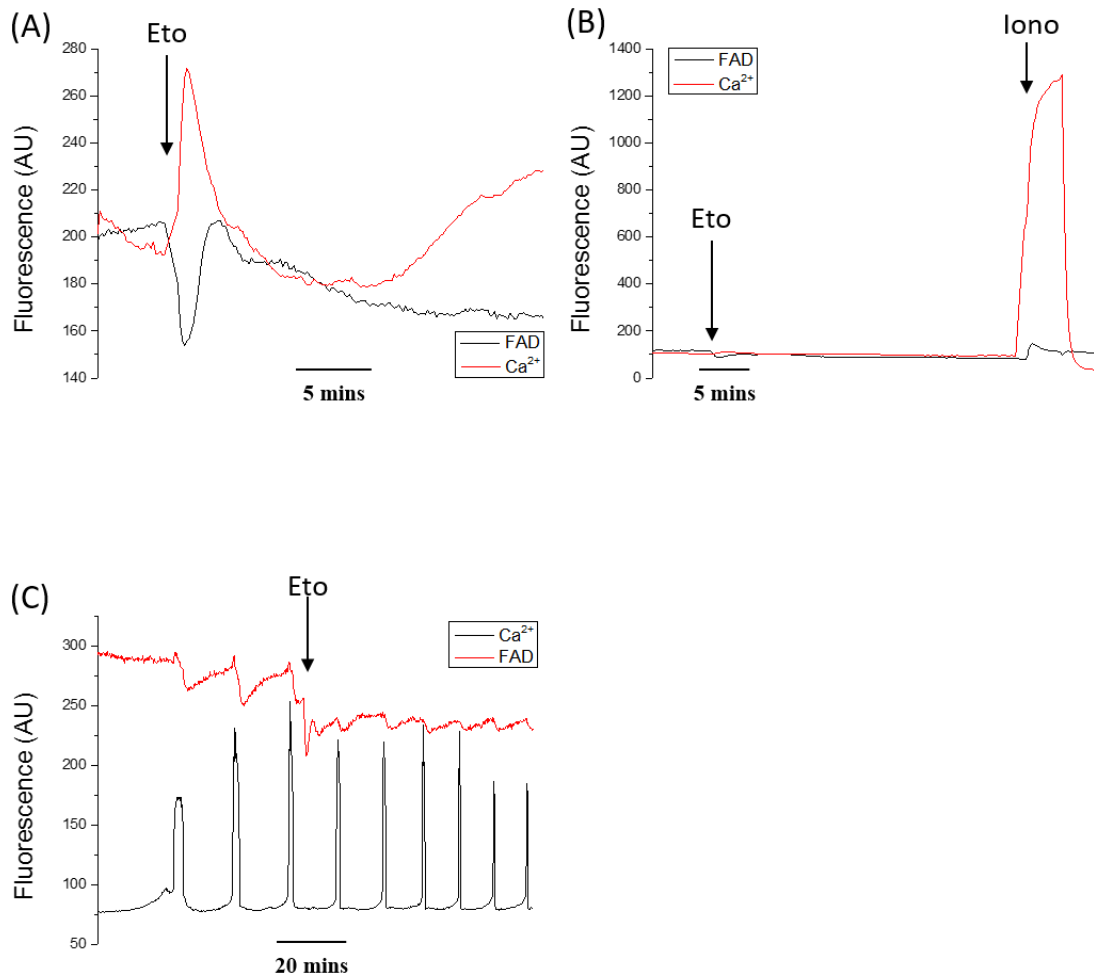 (A)
Eto
280
260
240
220
200
180
160
140
Fluorescence (AU)
FAD
Ca²⁺
5 mins
(B)
Iono
1400
1200
1000
800
600
400
200
0
Fluorescence (AU)
FAD
Ca²⁺
Eto
5 mins
(C)
Eto
300
250
200
150
100
50
Fluorescence (AU)
Ca²⁺
FAD
20 mins